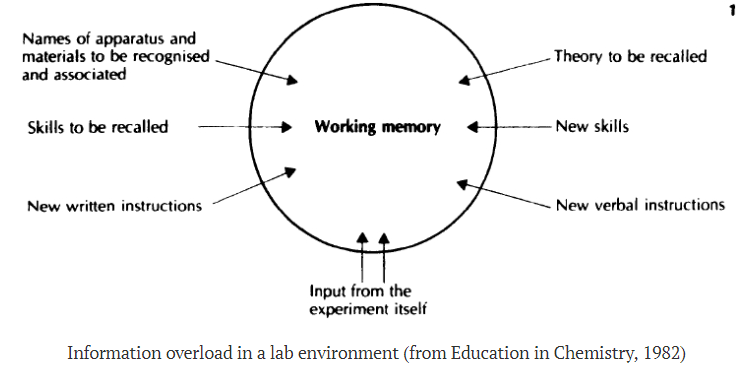 1
Names of apparatus and
materials to be recognised
and associated
Theory to be recalled
Skills to be recalled
Working memory
New skills
New written instructions
New verbal instructions
Input from the
experiment itself
Information overload in a lab environment (from Education in Chemistry, 1982)